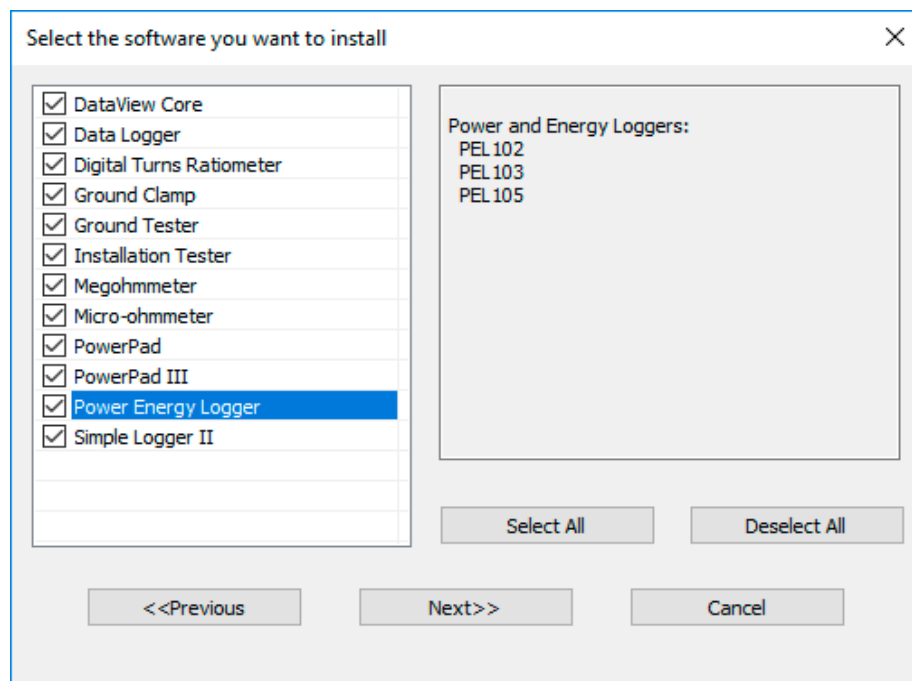 Select the software you want to install
DataView Core
Data Logger
Digital Turns Ratiometer
Ground Clamp
Ground Tester
Installation Tester
Megohmmeter
Micro-ohmmeter
PowerPad
PowerPad III
Power Energy Logger
Simple Logger II
Power and Energy Loggers:
PEL102
PEL103
PEL105
Select All
Deselect All
<<Previous
Next>>
Cancel